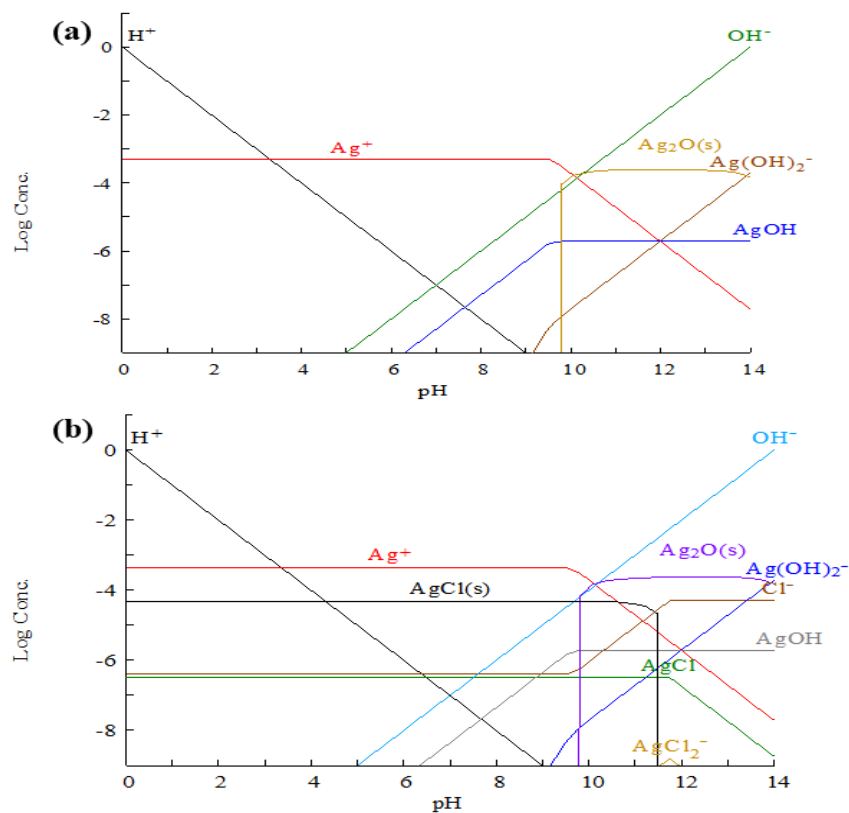 (a)
H⁺
OH⁻
0
Ag⁺
Ag₂O(s)
-2
Ag(OH)₂⁻
-4
AgOH
-6
-8
Log Conc.
0 2 4 6 8 10 12 14
pH
(b)
H⁺
OH⁻
0
-2
Ag⁺
Ag₂O(s)
Ag(OH)₂⁻
-4
AgCl(s)
Cl⁻
AgOH
-6
AgCl
-8
AgCl₂⁻
Log Conc.
0 2 4 6 8 10 12 14
pH